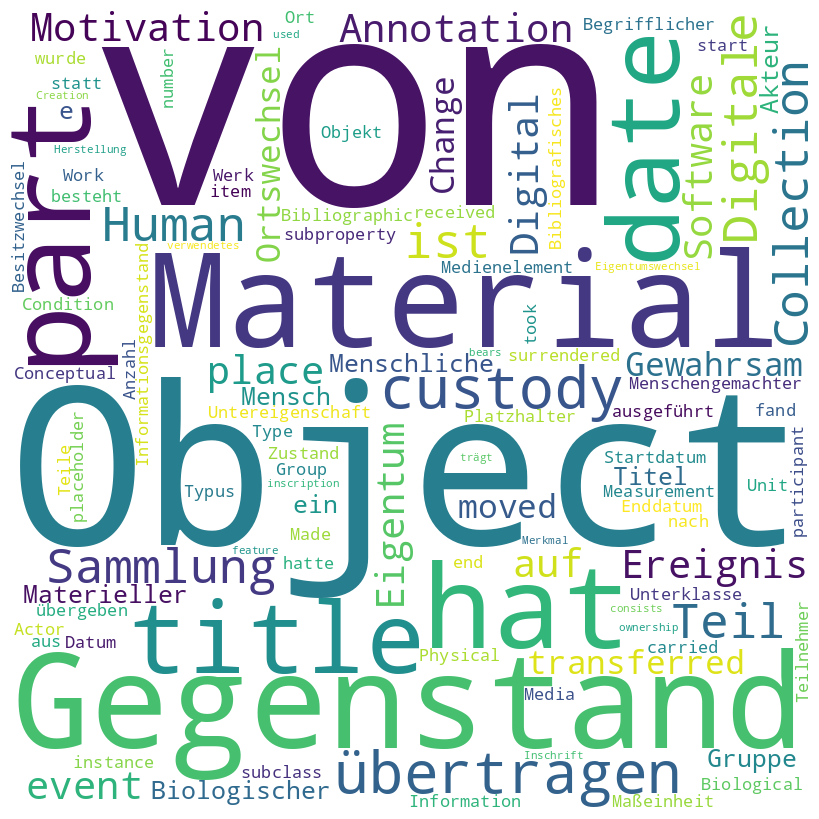 Motivation
Annotation
Begrifflicher
Ort
used
von
date
Digitale
start
Akteur
wurde
statt
Creation
number
e
part
Herstellung
Work
besteht
Besitzwechsel
Werk
item
Objekt
Ortswechsel
Change
Digital
Bibliografisches
Software
Collection
Human
Bibliographic
received
subproperty
ist
verwendetes
Medienelement
Eigentumswechsel
Material
Condition
Informationsgegenstand
Conceptual
Anzahl
place
Menschliche
bears
took
surrendered
Gewahrsam
Mensch
custody
Menschengemachter
Object
Untereigenschaft
Platzhalter
ausgeführt
fand
Type
Zustand
Group
Teile
placeholder
Typus
inscription
trägt
Startdatum
Titel
Measurement
Unit
participant
ein
moved
Enddatum
nach
Made
Merkmal
Eigentum
feature
Sammlung
hatte
end
auf
Ereignis
Materieller
übergeben
hat
Unterklasse
consists
Actor
aus
Datum
title
ownership
Teil
carried
Physical
transferred
Teilnehmer
Gegenstand
Media
instance
subclass
Inschrift
Gruppe
event
Biologischer
übertragen
Biological
Information
Maßeinheit